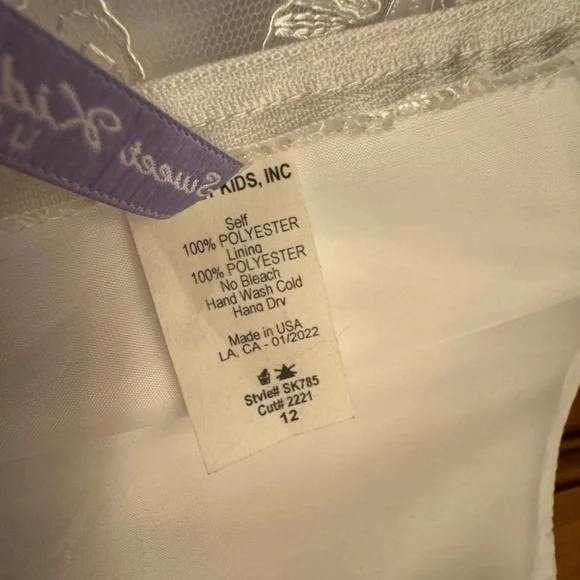 Sweet Kids
KIDS, INC
Self
100% POLYESTER
Lining
100% POLYESTER
No Bleach
Hand Wash Cold
Hang Dry
Made in USA
LA, CA - 01/2022
Style# SK785
Cut# 2221
12